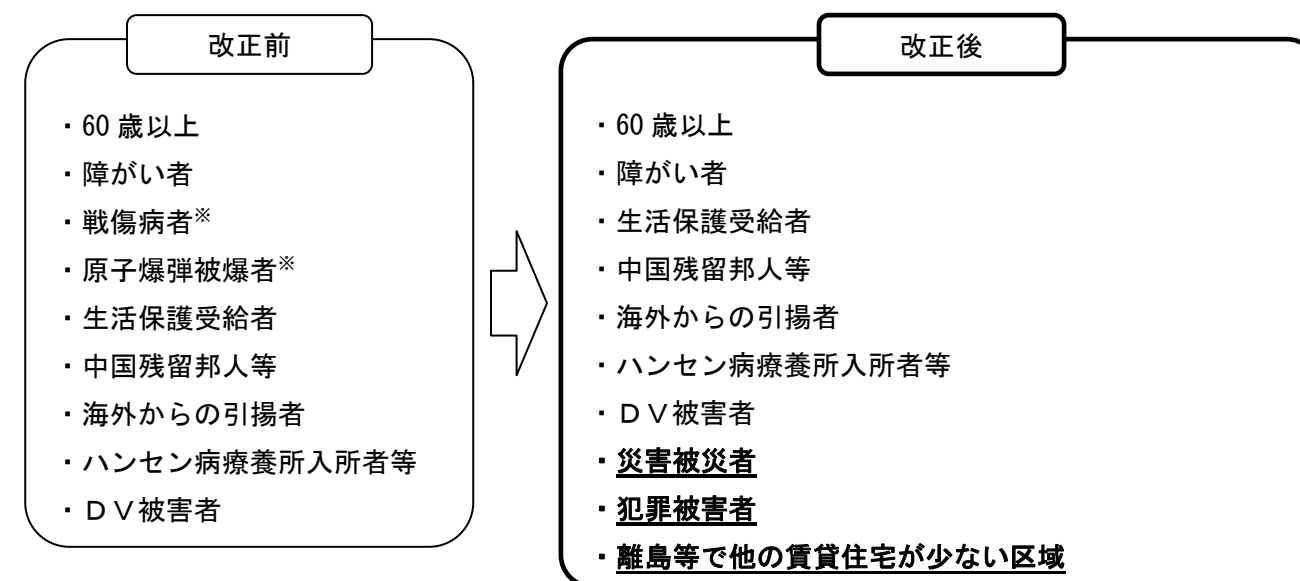 改正前
・60 歳以上
・障がい者
・戦傷病者※
・原子爆弾被爆者※
・生活保護受給者
・中国残留邦人等
・海外からの引揚者
・ハンセン病療養所入所者等
・ＤＶ被害者
改正後
・60 歳以上
・障がい者
・生活保護受給者
・中国残留邦人等
・海外からの引揚者
・ハンセン病療養所入所者等
・ＤＶ被害者
・災害被災者
・犯罪被害者
・離島等で他の賃貸住宅が少ない区域